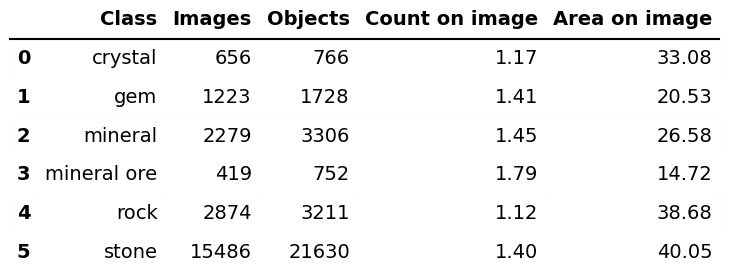 Class Images Objects Count on image Area on image
0 crystal 656 766 1.17 33.08
1 gem 1223 1728 1.41 20.53
2 mineral 2279 3306 1.45 26.58
3 mineral ore 419 752 1.79 14.72
4 rock 2874 3211 1.12 38.68
5 stone 15486 21630 1.40 40.05